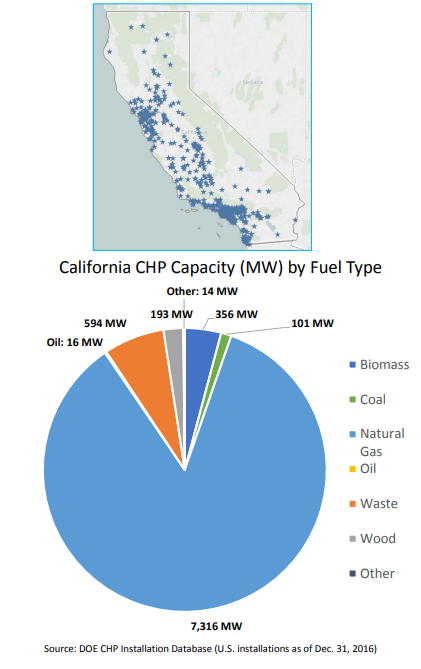 Nevada
California
California CHP Capacity (MW) by Fuel Type
Other: 14 MW
193 MW
356 MW
594 MW
101 MW
Oil: 16 MW
Biomass
Coal
Natural
Gas
Oil
Waste
Wood
Other
7,316 MW
Source: DOE CHP Installation Database (U.S. installations as of Dec. 31, 2016)